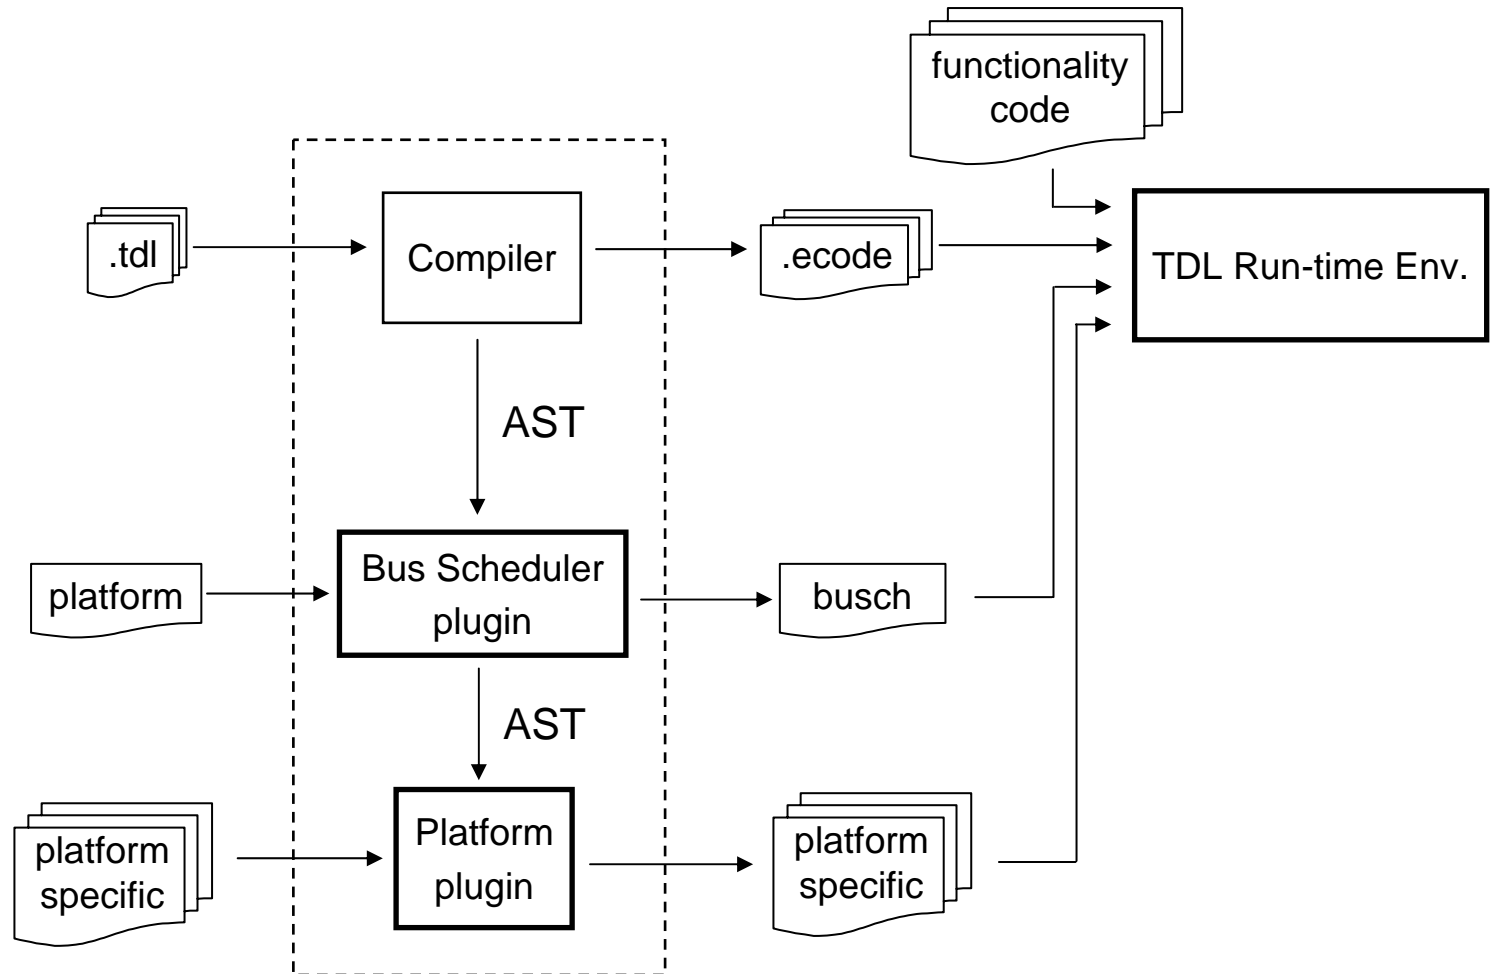 functionality
code
.tdl
Compiler
.ecode
TDL Run-time Env.
AST
platform
Bus Scheduler
plugin
busch
AST
platform
specific
Platform
plugin
platform
specific